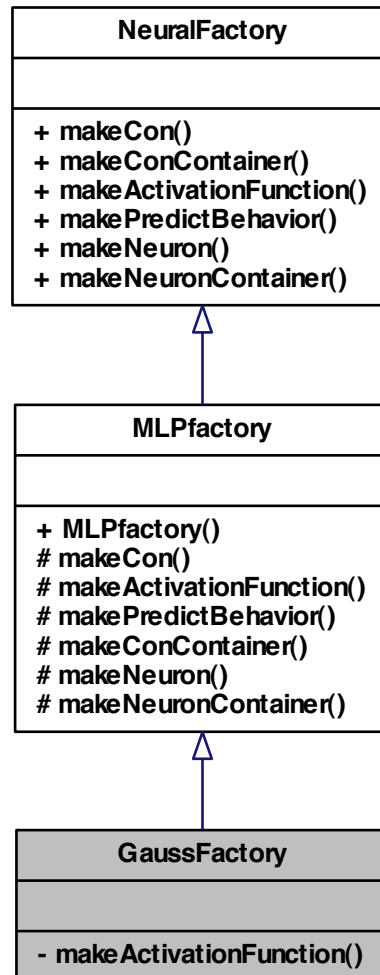 NeuralFactory
+ makeCon()
+ makeConContainer()
+ makeActivationFunction()
+ makePredictBehavior()
+ makeNeuron()
+ makeNeuronContainer()
MLPfactory
+ MLPfactory()
# makeCon()
# makeActivationFunction()
# makePredictBehavior()
# makeConContainer()
# makeNeuron()
# makeNeuronContainer()
GaussFactory
- makeActivationFunction()